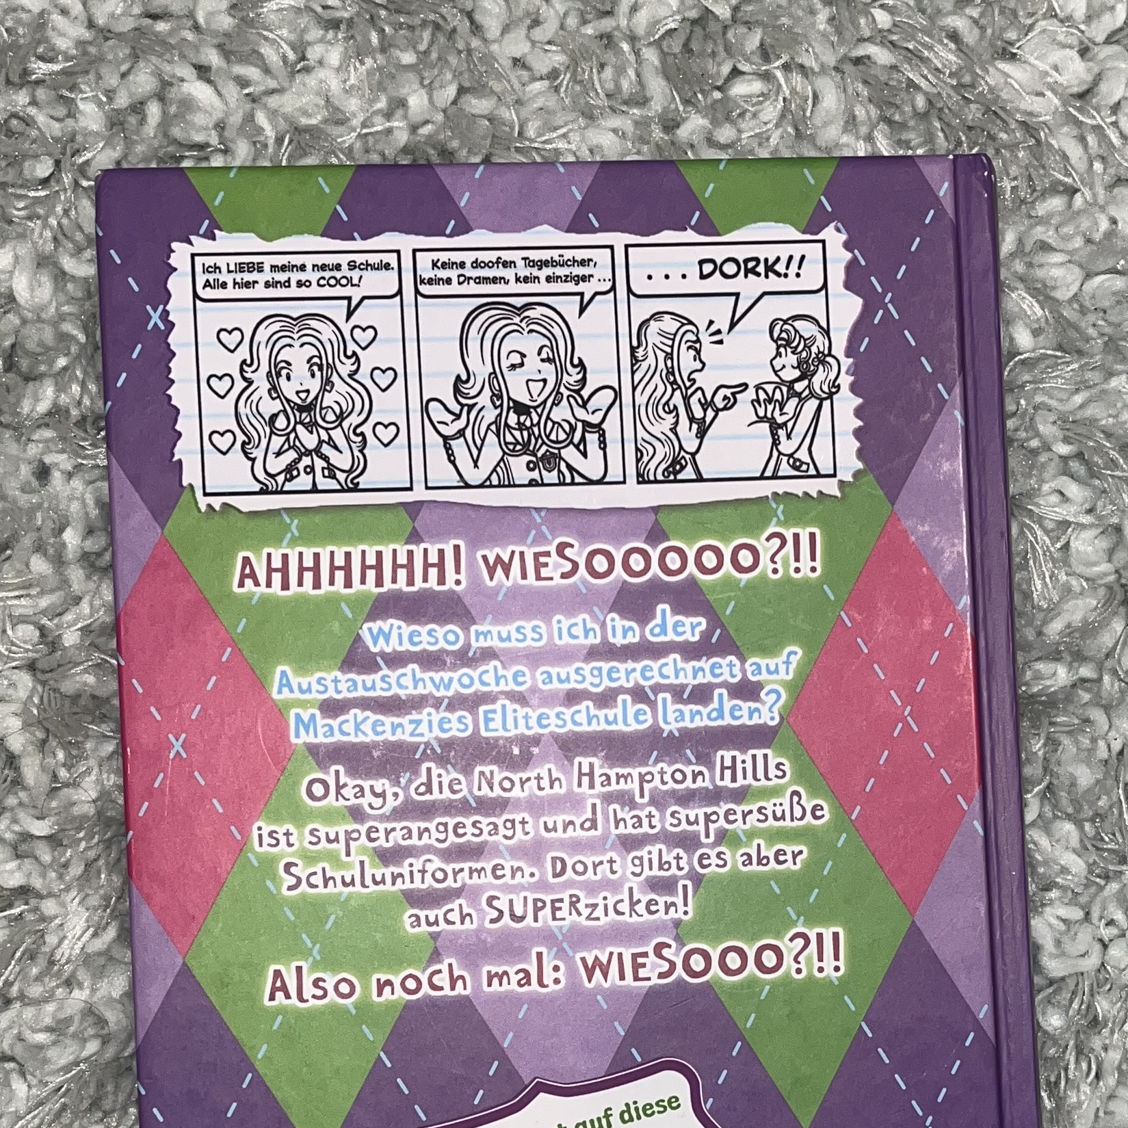 Ich LIEBE meine neue Schule.
Alle hier sind so COOL!
Keine doofen Tagebücher,
keine Dramen, kein einziger ...
... DORK!!
AHHHHHH! WIESOOOOO?!!
Wieso muss ich in der
Austauschwoche ausgerechnet auf
MacKenzies Eliteschule landen?
Okay, die North Hampton Hills
ist superangesagt und hat supersüße
Schuluniformen. Dort gibt es aber
auch SUPERzicken!
Also noch mal: WIESOOO?!!
auf diese